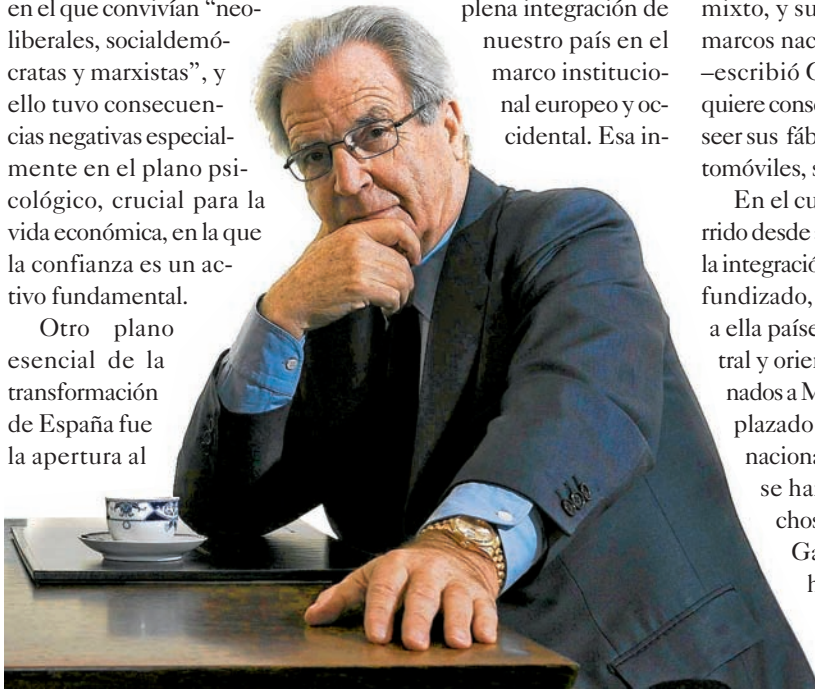 en el que convivían “neo-
liberales, socialdemó-
cratas y marxistas”, y
ello tuvo consecuen-
cias negativas especial-
mente en el plano psi-
cológico, crucial para la
vida económica, en la que
la confianza es un ac-
tivo fundamental.
Otro plano
esencial de la
transformación
de España fue
la apertura al
plena integración de
nuestro país en el
marco institucio-
nal europeo y oc-
cidental. Esa in-
mixto, y su
marcos nac
–escribió
quiere conse
seer sus fáb
tomóviles, s
En el cu
rrido desde
la integració
fundizado,
a ella paíse
tral y orien
nados a M
plazado
naciona
se ha
chos
Ga
h